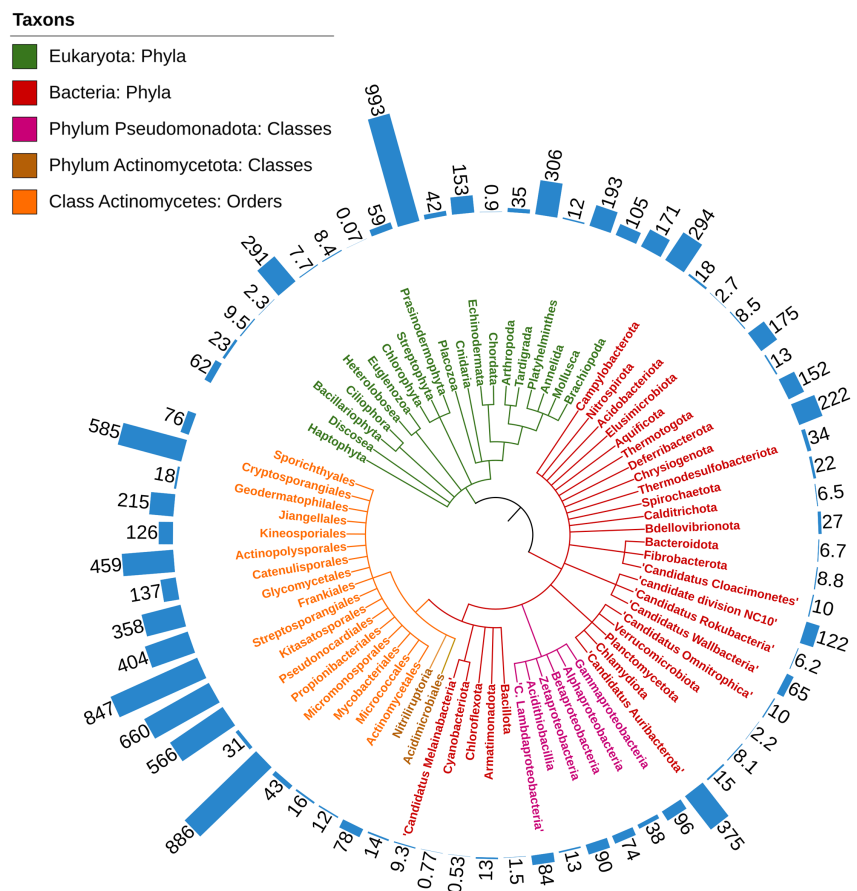 Taxons
Eukaryota: Phyla
Bacteria: Phyla
Phylum Pseudomonadota: Classes
Phylum Actinomycetota: Classes
Class Actinomycetes: Orders
62
23
9.5
2.3
291
7.7
8.4
0.07
59
993
42
153
0.9
35
306
12
193
105
171
294
18
2.7
8.5
175
13
152
222
34
22
6.5
27
6.7
8.8
10
122
6.2
65
10
2.2
8.1
15
375
96
38
74
90
13
84
1.5
13
0.53
0.77
9.3
14
78
12
16
43
886
31
566
660
847
404
358
137
459
126
215
18
585
76
Haptophyta
Discosea
Bacillariophyta
Ciliophora
Heterolobosea
Euglenozoa
Chlorophyta
Streptophyta
Prasinodermophyta
Placozoa
Cnidaria
Echinodermata
Chordata
Arthropoda
Tardigrada
Platyhelminthes
Annelida
Mollusca
Brachiopoda
Campylobacterota
Nitrospirota
Acidobacteriota
Elusimicrobiota
Aquificota
Thermotogota
Deferribacterota
Chrysiogenota
Thermodesulfobacteriota
Spirochaetota
Calditrichota
Bdellovibrionota
Bacteroidota
Fibrobacterota
'Candidatus Cloacimonetes'
'candidate division NC10'
'Candidatus Rokubacteria'
'Candidatus Wallbacteria'
'Candidatus Omnitrophica'
Verrucomicrobiota
Planctomycetota
Chlamydiota
'Candidatus Auribacterota'
Gammaproteobacteria
Alphaproteobacteria
Betaproteobacteria
Zetaproteobacteria
Acidithiobacillia
'C. Lambdaproteobacteria'
Bacillota
Armatimonadota
Chloroflexota
Cyanobacteriota
'Candidatus Melainabacteria'
Acidimicrobiales
Nitriliruptoria
Actinomycetales
Micrococcales
Mycobacteriales
Micromonosporales
Propionibacteriales
Pseudonocardiales
Kitasatosporales
Streptosporangiales
Frankiales
Glycomycetales
Catenulisporales
Actinopolysporales
Kineosporiales
Jiangellales
Geodermatophilales
Cryptosporangiales
Sporichthyales